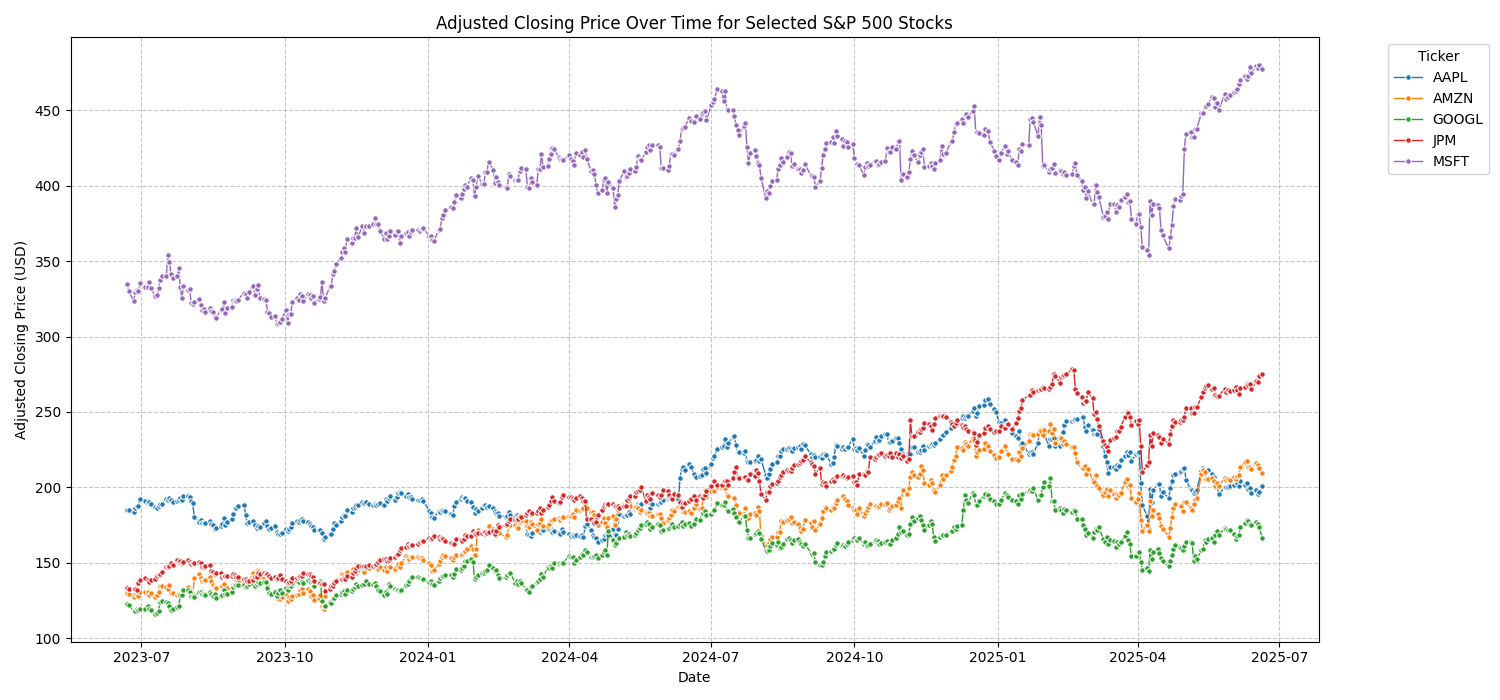 Adjusted Closing Price Over Time for Selected S&P 500 Stocks
Adjusted Closing Price (USD)
450
400
350
300
250
200
150
100
2023-07
2023-10
2024-01
2024-04
2024-07
2024-10
2025-01
2025-04
2025-07
Date
Ticker
AAPL
AMZN
GOOGL
JPM
MSFT